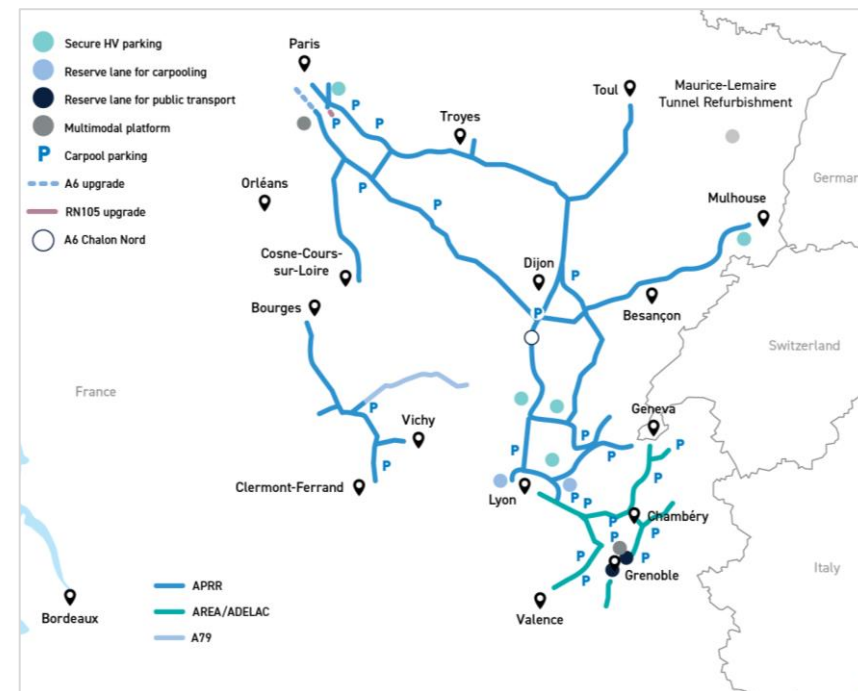 Secure HV parking
Reserve lane for carpooling
Reserve lane for public transport
Multimodal platform
P Carpool parking
A6 upgrade
RN105 upgrade
A6 Chalon Nord
Paris
P
P
P
Troyes
Toul
Maurice-Lemaire
Tunnel Refurbishment
German
Mulhouse
Orléans
P
P
Cosne-Cours-
sur-Loire
Dijon
P
Besançon
Bourges
P
Switzerland
France
P
Vichy
P
Clermont-Ferrand
Geneva
P
P
P
P
P
Lyon
P
P
P
Chambéry
P
P
P
P
P
Grenoble
Italy
Valence
Bordeaux
APRR
AREA/ADELAC
A79